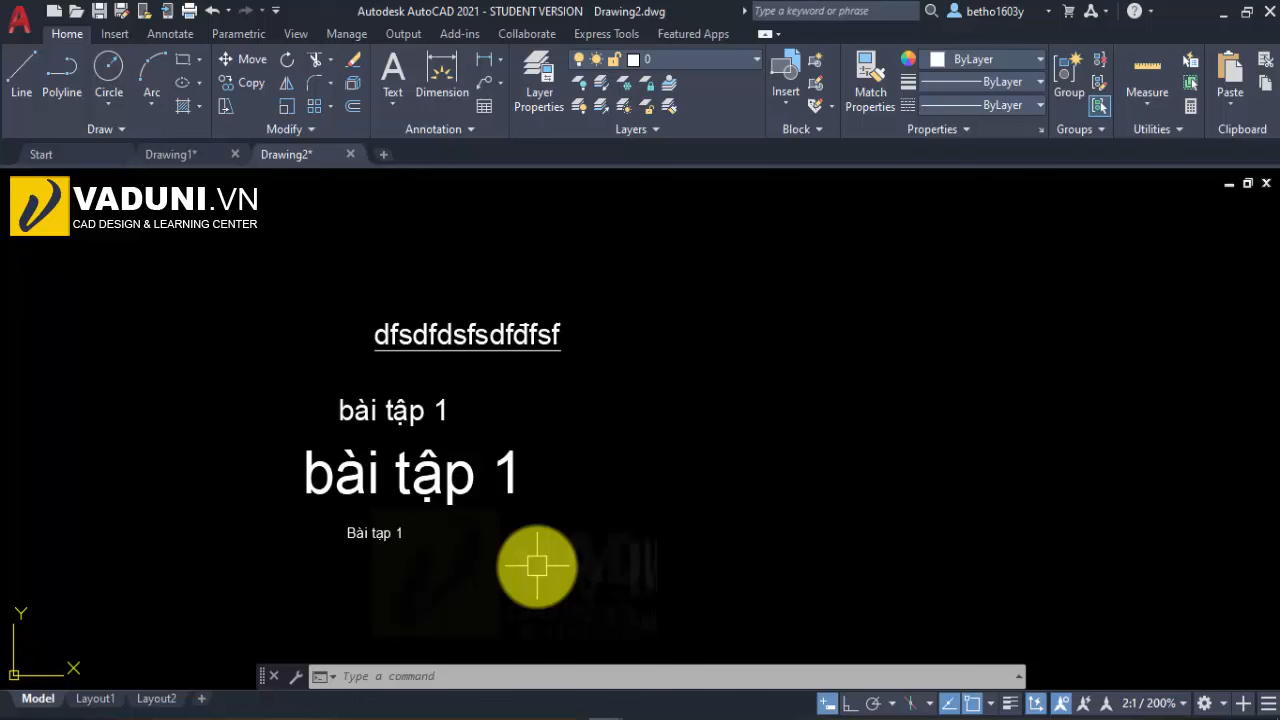 Autodesk AutoCAD 2021 - STUDENT VERSION Drawing2.dwg
Type a keyword or phrase
betho1603y
Home Insert Annotate Parametric View Manage Output Add-ins Collaborate Express Tools Featured Apps
Line Polyline Circle Arc
Move
Copy
Text Dimension
Layer Properties
0
Insert
Match Properties
ByLayer
ByLayer
ByLayer
Group
Measure
Paste
Draw Modify Annotation Layers Block Properties Groups Utilities Clipboard
Start Drawing1* Drawing2*
VADUNI.VN
CAD DESIGN & LEARNING CENTER
dfsdfdsfsdfđfsf
bài tập 1
bài tập 1
Bài tạp 1
Y
X
Type a command
Model Layout1 Layout2
2:1 / 200%